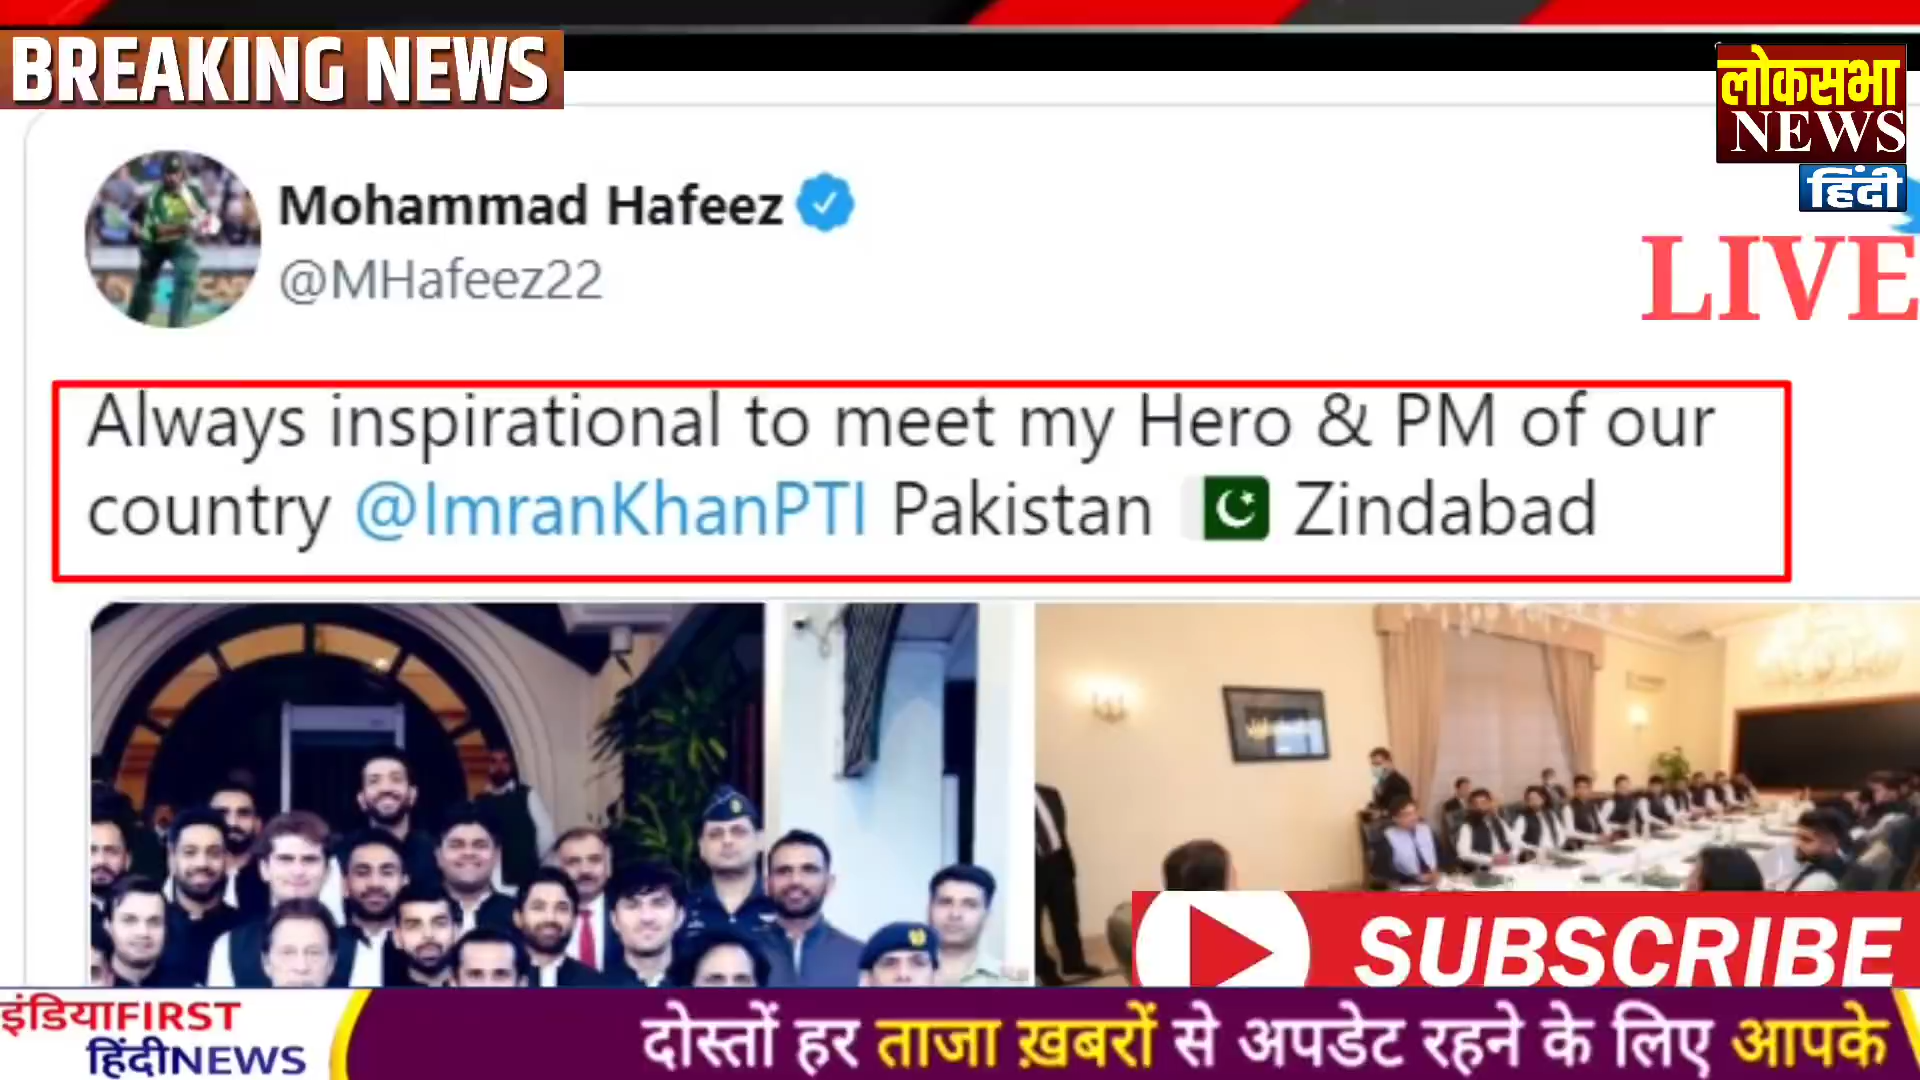 BREAKING NEWS
लोकसभा
NEWS
हिंदी
LIVE
Mohammad Hafeez
@MHafeez22
Always inspirational to meet my Hero & PM of our
country @ImranKhanPTI Pakistan 🇵🇰 Zindabad
SUBSCRIBE
इंडियाFIRST
हिंदीNEWS
दोस्तों हर ताजा ख़बरों से अपडेट रहने के लिए आपके